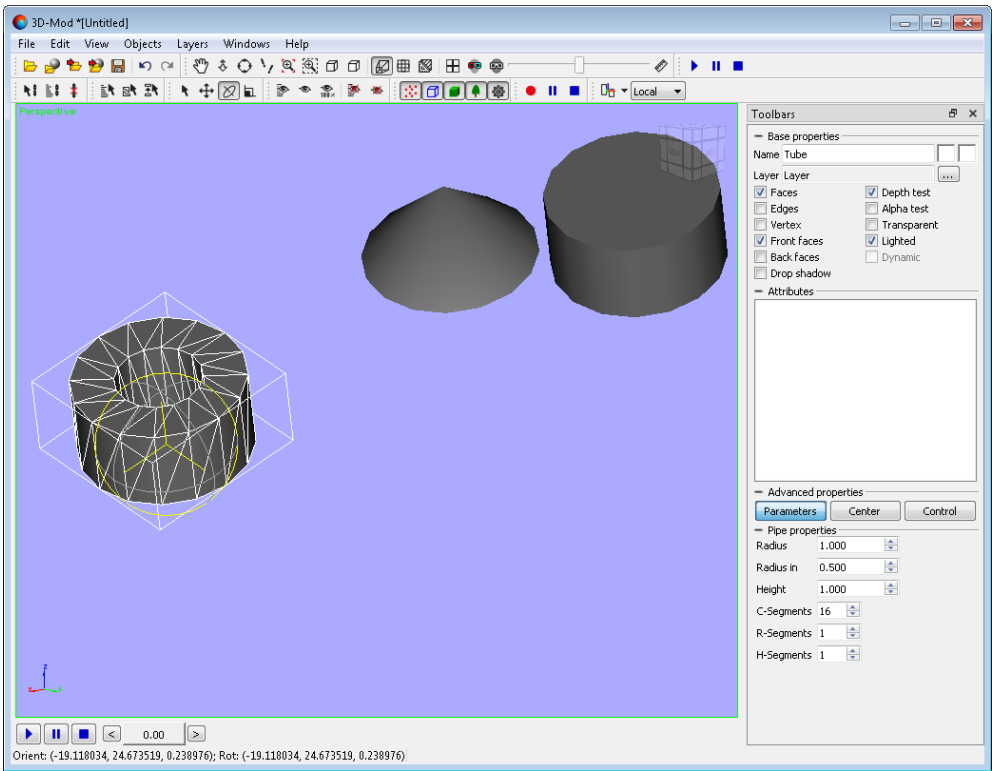 3D-Mod *[Untitled]
File Edit View Objects Layers Windows Help
100%
Local
Perspective
Toolbars
Base properties
Name Tube
Layer Layer ...
Faces Depth test
Edges Alpha test
Vertex Transparent
Front faces Lighted
Back faces Dynamic
Drop shadow
Attributes
Advanced properties
Parameters Center Control
Pipe properties
Radius 1.000
Radius in 0.500
Height 1.000
C-Segments 16
R-Segments 1
H-Segments 1
z
< 0.00 >
Orient: (-19.118034, 24.673519, 0.238976); Rot: (-19.118034, 24.673519, 0.238976)